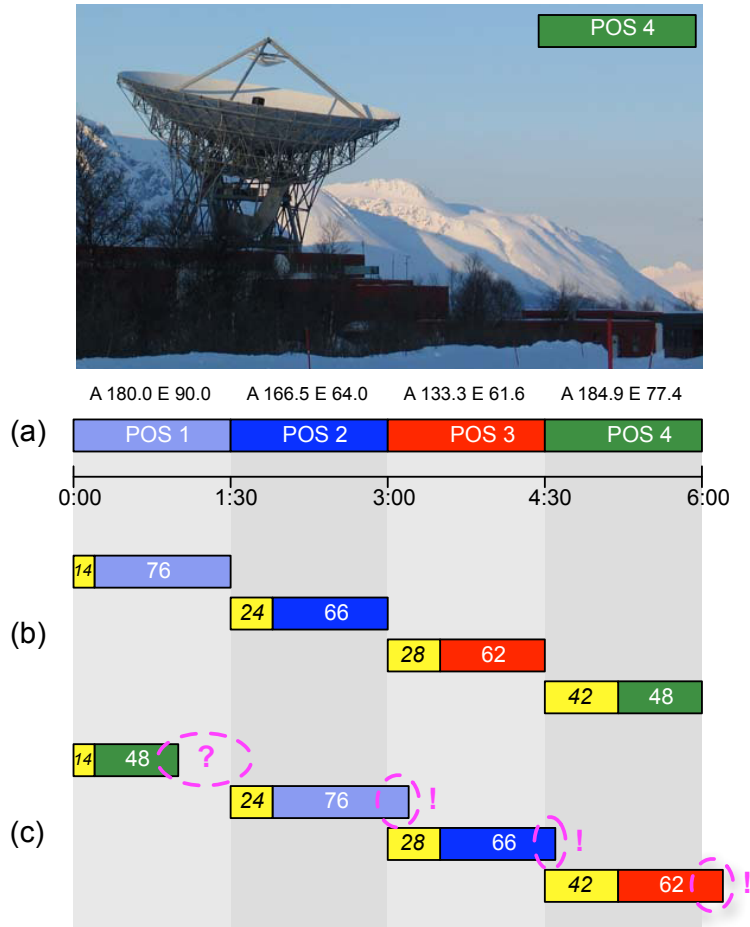 POS 4
A 180.0 E 90.0 A 166.5 E 64.0 A 133.3 E 61.6 A 184.9 E 77.4
(a) POS 1 POS 2 POS 3 POS 4
0:00 1:30 3:00 4:30 6:00
14 76
24 66
(b)
28 62
42 48
14 48 ?
24 76 !
(c)
28 66 !
42 62 !